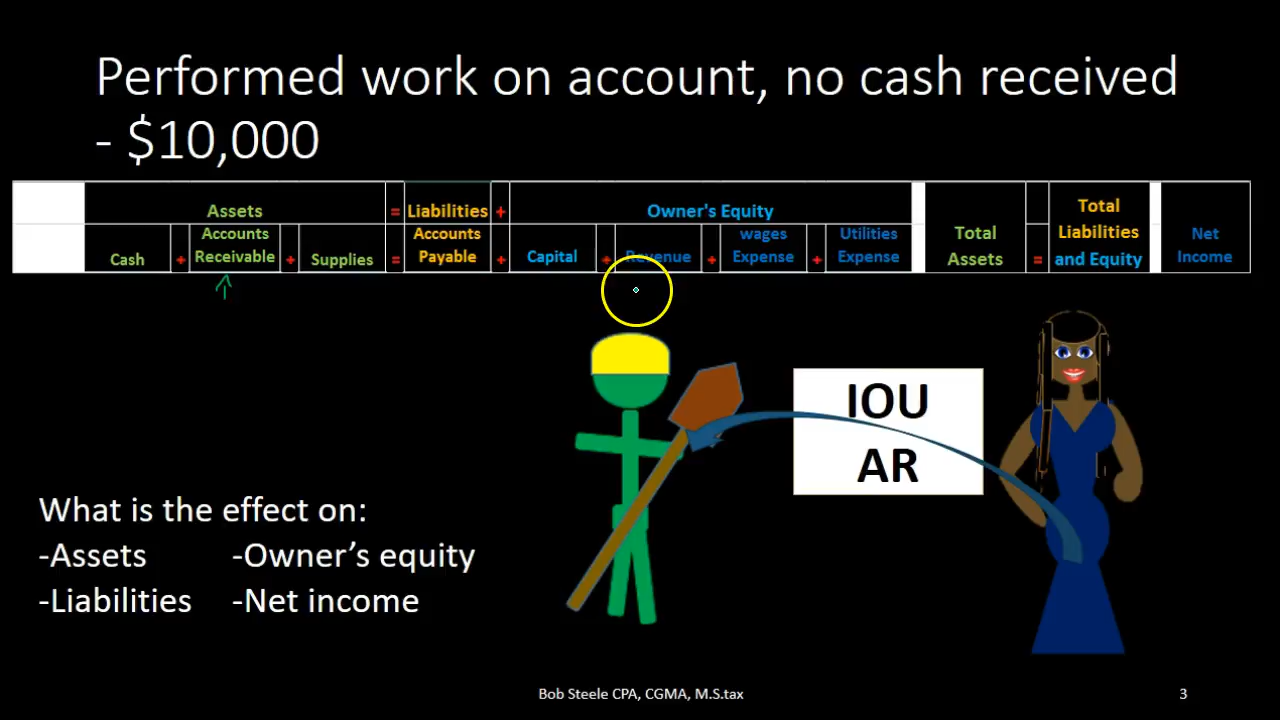 Performed work on account, no cash received
- $10,000
Assets = Liabilities + Owner's Equity
Cash + Accounts Receivable + Supplies = Accounts Payable + Capital + Revenue + wages Expense + Utilities Expense
Total Assets = Total Liabilities and Equity
Net Income
IOU
AR
What is the effect on:
-Assets -Owner’s equity
-Liabilities -Net income
Bob Steele CPA, CGMA, M.S.tax 3